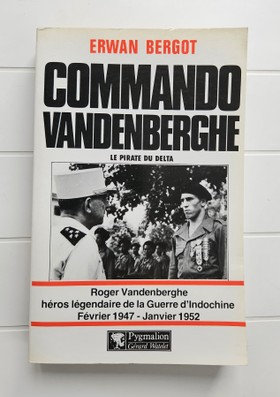 ERWAN BERGOT
COMMANDO
VANDENBERGHE
LE PIRATE DU DELTA
Roger Vandenberghe
héros légendaire de la Guerre d'Indochine
Février 1947 - Janvier 1952
Pygmalion
Gérard Watelet